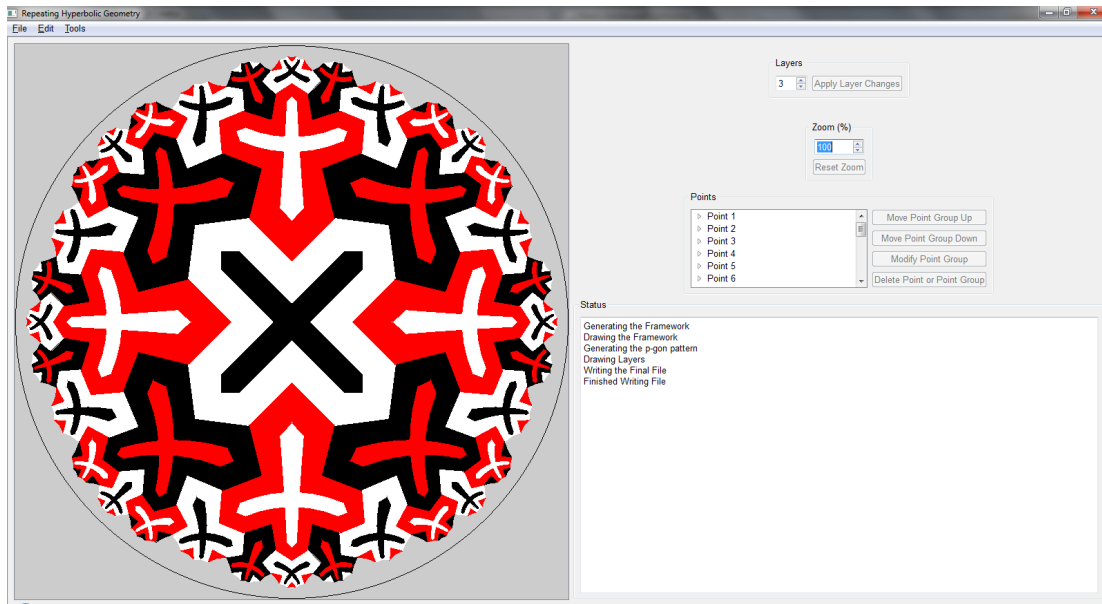 Repeating Hyperbolic Geometry
File Edit Tools
Layers
3 Apply Layer Changes
Zoom (%)
100
Reset Zoom
Points
Point 1
Point 2
Point 3
Point 4
Point 5
Point 6
Move Point Group Up
Move Point Group Down
Modify Point Group
Delete Point or Point Group
Status
Generating the Framework
Drawing the Framework
Generating the p-gon pattern
Drawing Layers
Writing the Final File
Finished Writing File